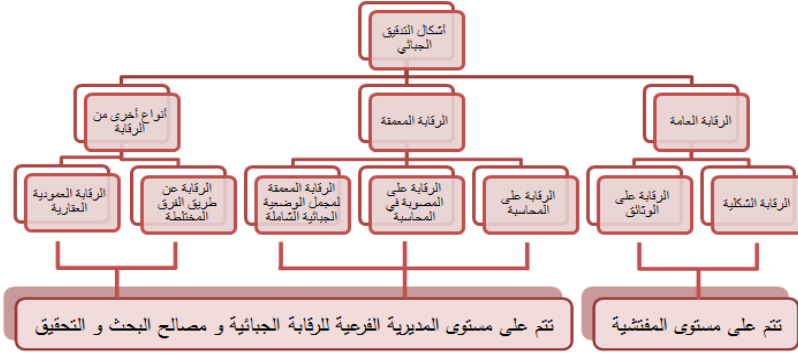 أشكال التدقيق
الجبائي
الرقابة العامة
الرقابة المعمقة
أنواع أخرى من
الرقابة
الرقابة الشكلية
الرقابة على
الوثائق
الرقابة على
المحاسبة
الرقابة على
المصوبة في
المحاسبة
الرقابة المعمقة
لمجمل الوضعية
الجبائية الشاملة
الرقابة عن
طريق الفرق
المختلطة
الرقابة العمودية
العقارية
تتم على مستوى المفتشية
تتم على مستوى المديرية الفرعية للرقابة الجبائية و مصالح البحث و التحقيق